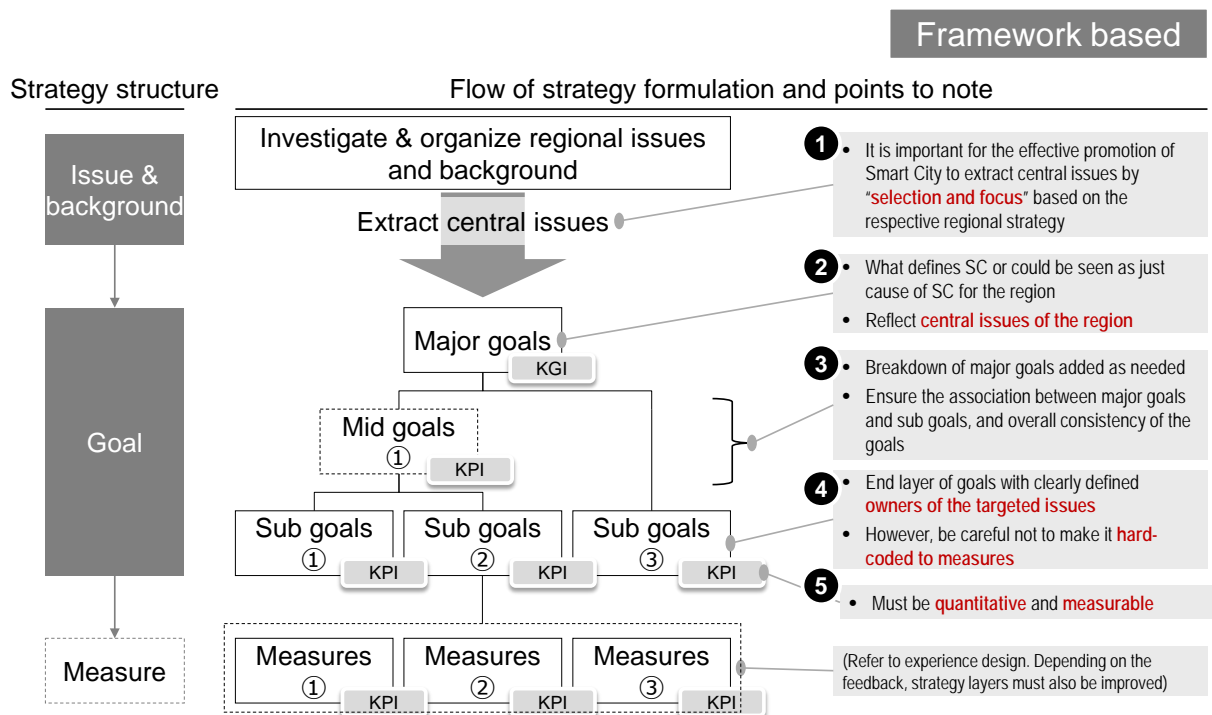 Framework based
Strategy structure
Flow of strategy formulation and points to note
Issue &
background
Goal
Measure
Investigate & organize regional issues
and background
Extract central issues
Major goals
KGI
Mid goals
①
KPI
Sub goals
①
KPI
Sub goals
②
KPI
Sub goals
③
KPI
Measures
①
KPI
Measures
②
KPI
Measures
③
KPI
1
• It is important for the effective promotion of
Smart City to extract central issues by
“selection and focus” based on the
respective regional strategy
2
• What defines SC or could be seen as just
cause of SC for the region
• Reflect central issues of the region
3
• Breakdown of major goals added as needed
• Ensure the association between major goals
and sub goals, and overall consistency of the
goals
4
• End layer of goals with clearly defined
owners of the targeted issues
• However, be careful not to make it hard-
coded to measures
5
• Must be quantitative and measurable
(Refer to experience design. Depending on the
feedback, strategy layers must also be improved)